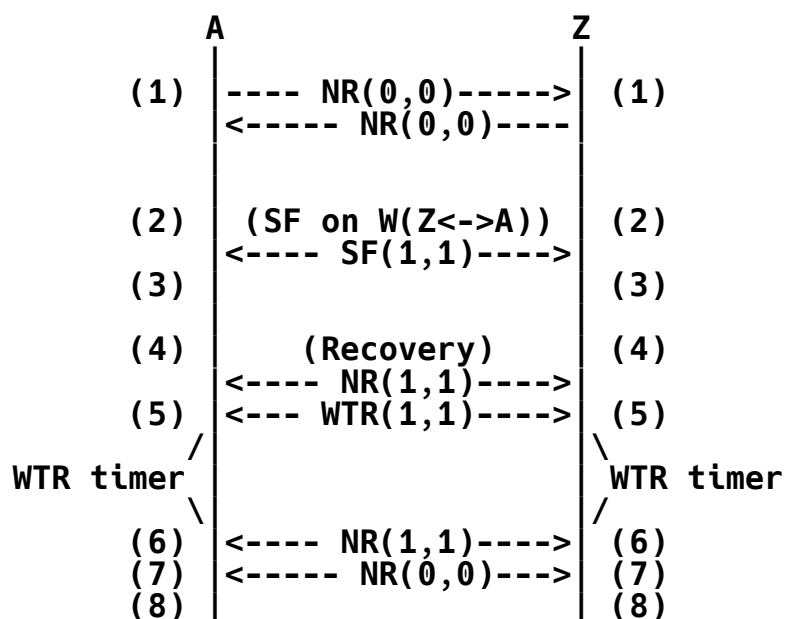 A Z
(1) |---- NR(0,0)----->| (1)
|<----- NR(0,0)----|
(2) | (SF on W(Z<->A)) | (2)
|<---- SF(1,1)---->|
(3) | | (3)
(4) | (Recovery) | (4)
|<---- NR(1,1)---->|
(5) |<--- WTR(1,1)---->| (5)
/| |\
WTR timer | | WTR timer
\| |/
(6) |<---- NR(1,1)---->| (6)
(7) |<----- NR(0,0)--->| (7)
(8) | | (8)